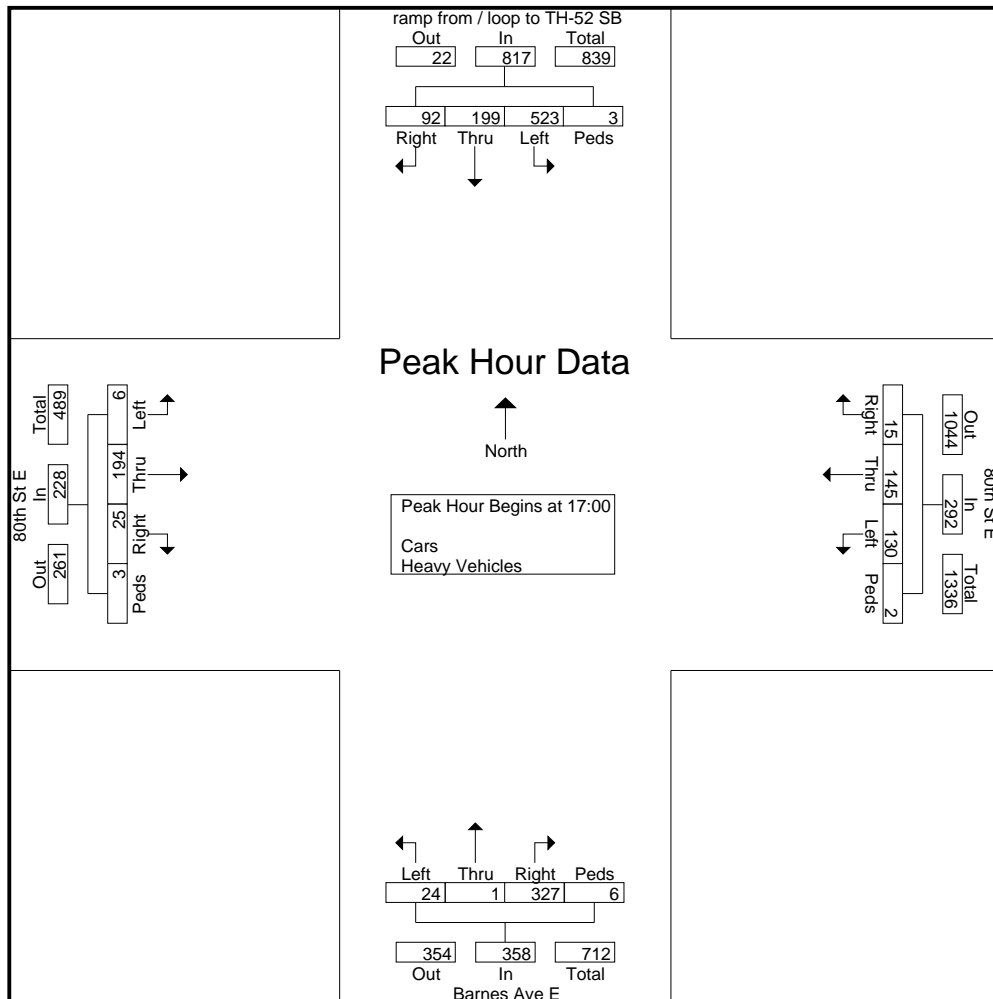 ramp from / loop to TH-52 SB
Out In Total
22 817 839
92 199 523 3
Right Thru Left Peds
Peak Hour Data
North
Peak Hour Begins at 17:00
Cars
Heavy Vehicles
80th St E
Out In Total
261 228 489
6 194 25 3
Left Thru Right Peds
80th St E
Out In Total
1044 292 1336
15 145 130 2
Right Thru Left Peds
Left Thru Right Peds
24 1 327 6
354 358 712
Out In Total
Barnes Ave E